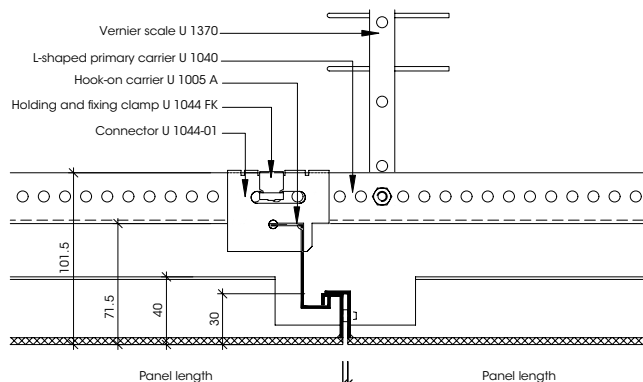 Vernier scale U 1370
L-shaped primary carrier U 1040
Hook-on carrier U 1005 A
Holding and fixing clamp U 1044 FK
Connector U 1044-01
101.5
71.5
40
30
Panel length
Panel length